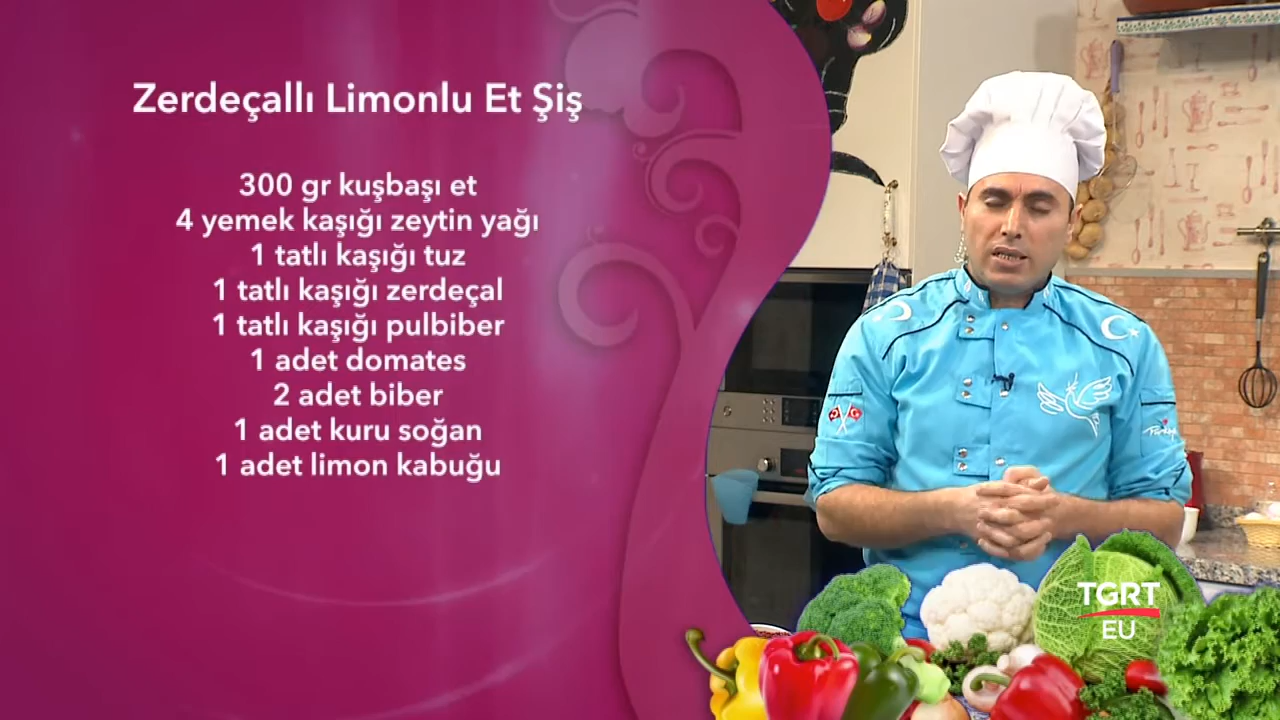 Zerdeçallı Limonlu Et Şiş
300 gr kuşbaşı et
4 yemek kaşığı zeytin yağı
1 tatlı kaşığı tuz
1 tatlı kaşığı zerdeçal
1 tatlı kaşığı pulbiber
1 adet domates
2 adet biber
1 adet kuru soğan
1 adet limon kabuğu
TGRT
EU